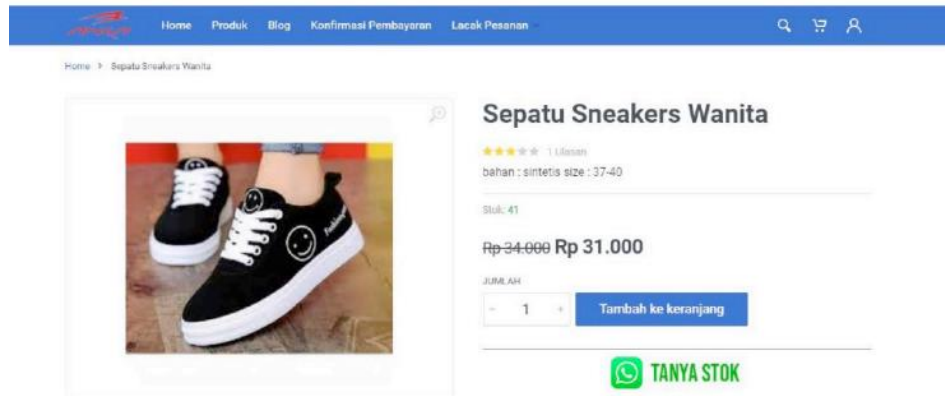 Home Produk Blog Konfirmasi Pembayaran Lacak Pesanan
Home > Sepatu Sneakers Wanita
Sepatu Sneakers Wanita
1 Ulasan
bahan : sintetis size : 37-40
Stok: 41
Rp 34.000 Rp 31.000
JUMLAH
- 1 + Tambah ke keranjang
TANYA STOK